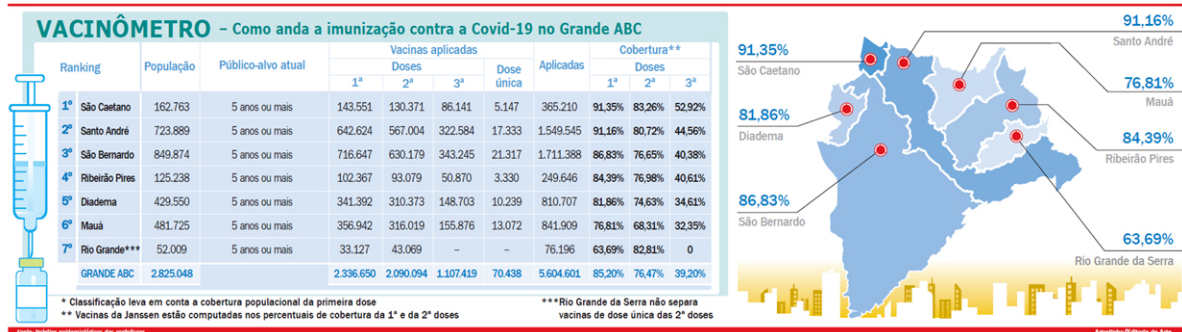 VACINÔMETRO – Como anda a imunização contra a Covid-19 no Grande ABC
Ranking População Público-alvo atual Vacinas aplicadas Aplicadas Cobertura**
Doses Dose única Doses
1ª 2ª 3ª 1ª 2ª 3ª
1º São Caetano 162.763 5 anos ou mais 143.551 130.371 86.141 5.147 365.210 91,35% 83,26% 52,92%
2º Santo André 723.889 5 anos ou mais 642.624 567.004 322.584 17.333 1.549.545 91,16% 80,72% 44,56%
3º São Bernardo 849.874 5 anos ou mais 716.647 630.179 343.245 21.317 1.711.388 86,83% 76,65% 40,38%
4º Ribeirão Pires 125.238 5 anos ou mais 102.367 93.079 50.870 3.330 249.646 84,39% 76,98% 40,61%
5º Diadema 429.550 5 anos ou mais 341.392 310.373 148.703 10.239 810.707 81,86% 74,63% 34,61%
6º Mauá 481.725 5 anos ou mais 356.942 316.019 155.876 13.072 841.909 76,81% 68,31% 32,35%
7º Rio Grande*** 52.009 5 anos ou mais 33.127 43.069 – – 76.196 63,69% 82,81% 0
GRANDE ABC 2.825.048 2.336.650 2.090.094 1.107.419 70.438 5.604.601 85,20% 76,47% 39,20%
* Classificação leva em conta a cobertura populacional da primeira dose
** Vacinas da Janssen estão computadas nos percentuais de cobertura da 1ª e da 2ª doses
***Rio Grande da Serra não separa
vacinas de dose única das 2ª doses
91,35%
São Caetano
81,86%
Diadema
86,83%
São Bernardo
91,16%
Santo André
76,81%
Mauá
84,39%
Ribeirão Pires
63,69%
Rio Grande da Serra